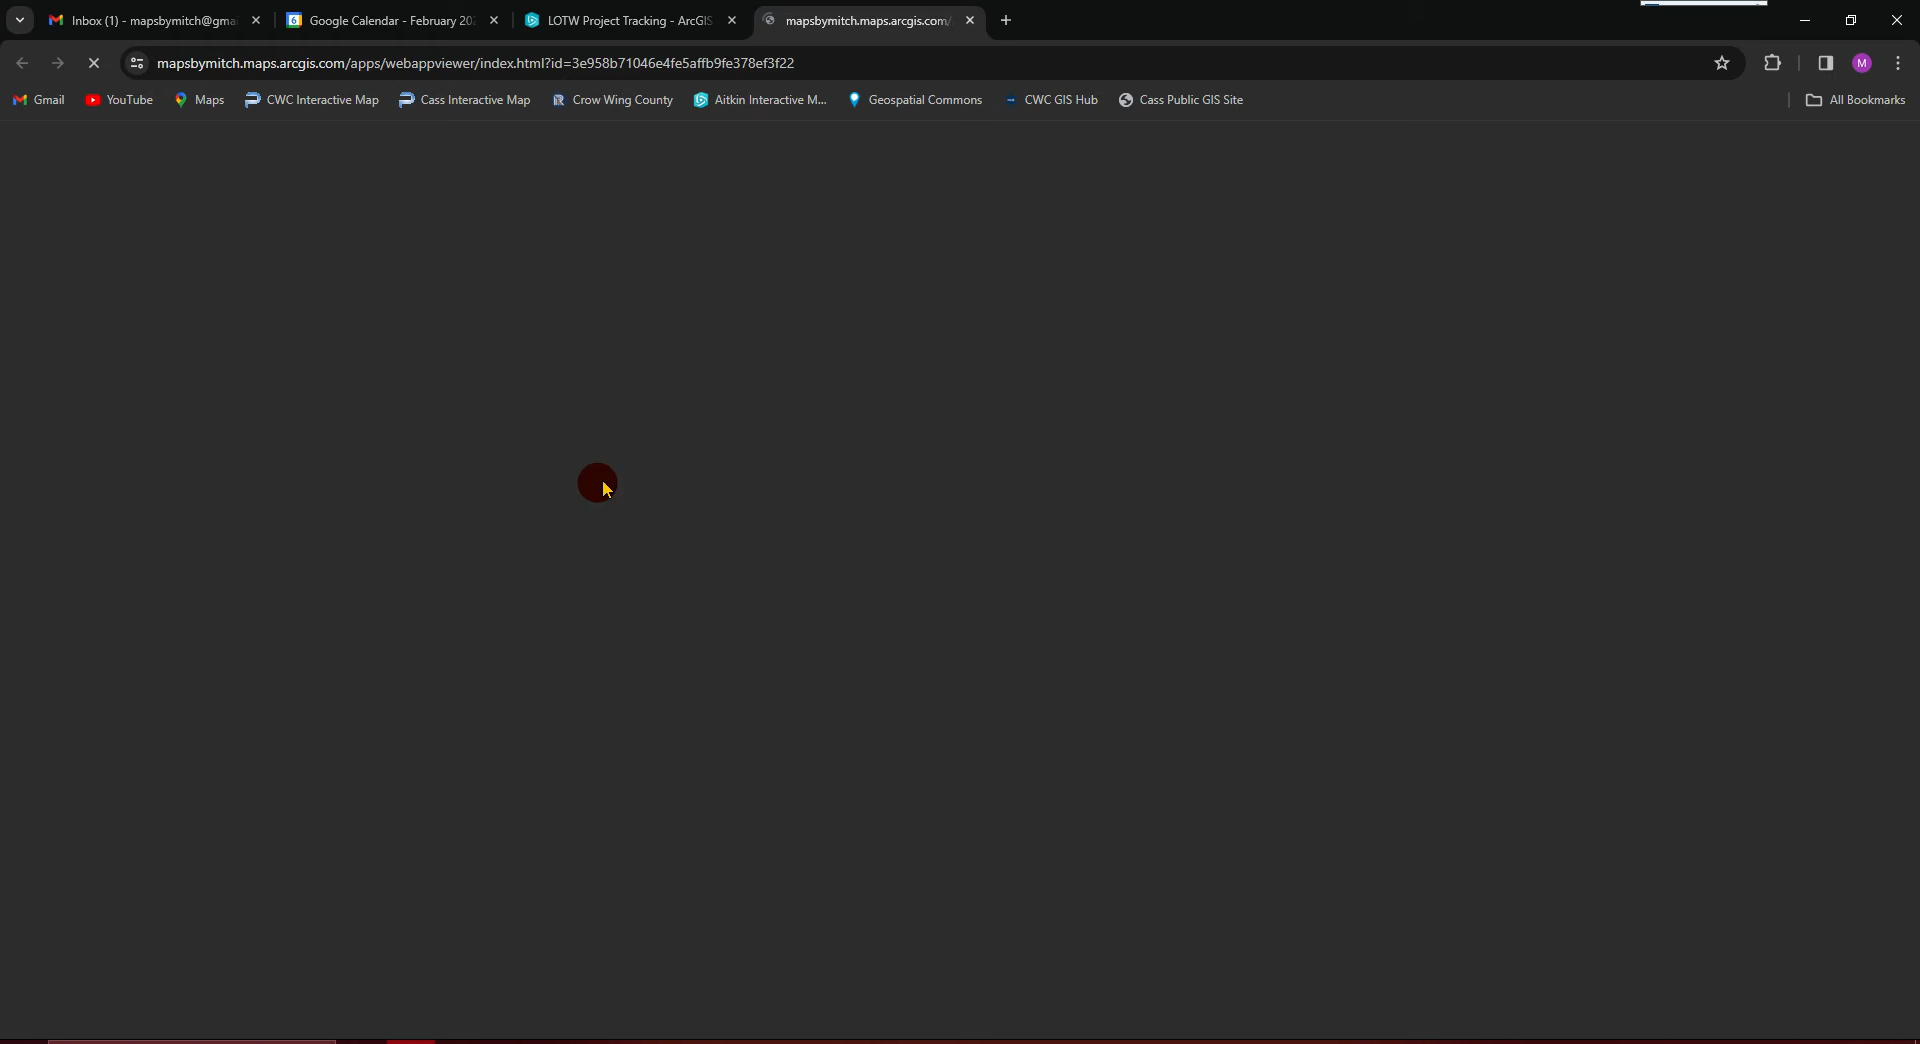 Inbox (1) - mapsbymitch@gma
Google Calendar - February 20
LOTW Project Tracking - ArcGIS
mapsbymitch.maps.arcgis.com/
mapsbymitch.maps.arcgis.com/apps/webappviewer/index.html?id=3e958b71046e4fe5affb9fe378ef3f22
M
Gmail
YouTube
Maps
CWC Interactive Map
Cass Interactive Map
Crow Wing County
Aitkin Interactive M...
Geospatial Commons
CWC GIS Hub
Cass Public GIS Site
All Bookmarks